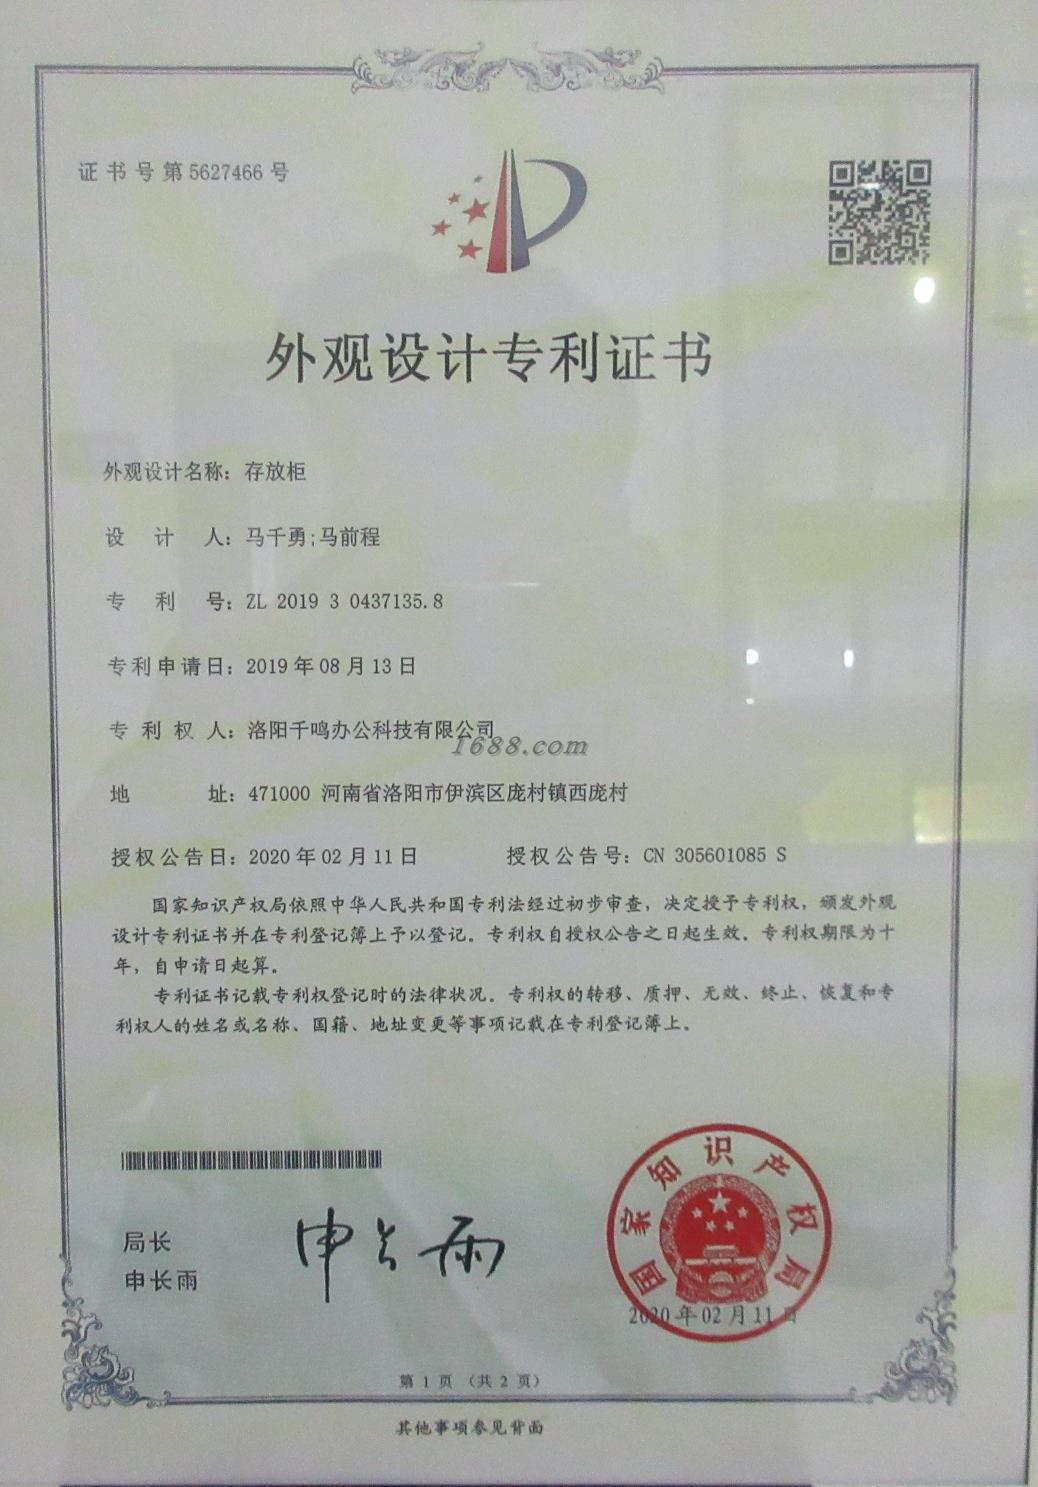 证书号第5627466号
外观设计专利证书
外观设计名称：存放柜
设计人：马千勇;马前程
专利号：ZL 2019 3 0437135.8
专利申请日：2019年08月13日
专利权人：洛阳千鸣办公科技有限公司
1688.com
地址：471000 河南省洛阳市伊滨区庞村镇西庞村
授权公告日：2020年02月11日 授权公告号：CN 305601085 S
国家知识产权局依照中华人民共和国专利法经过初步审查，决定授予专利权，颁发外观
设计专利证书并在专利登记簿上予以登记。专利权自授权公告之日起生效。专利权期限为十
年，自申请日起算。
专利证书记载专利权登记时的法律状况。专利权的转移、质押、无效、终止、恢复和专
利权人的姓名或名称、国籍、地址变更等事项记载在专利登记簿上。
局长
申长雨
申长雨
国家知识产权局
2020年02月11日
第 1 页 （共 2 页）
其他事项参见背面